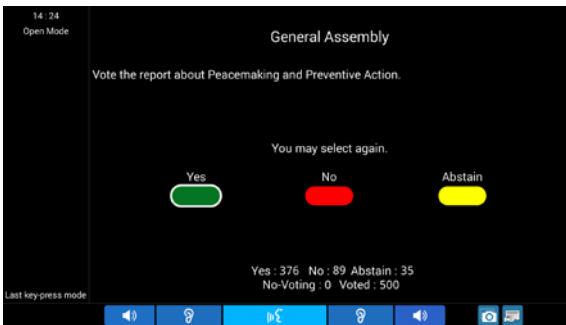 14 : 24
Open Mode
General Assembly
Vote the report about Peacemaking and Preventive Action.
You may select again.
Yes No Abstain
Yes : 376 No : 89 Abstain : 35
No-Voting : 0 Voted : 500
Last key-press mode